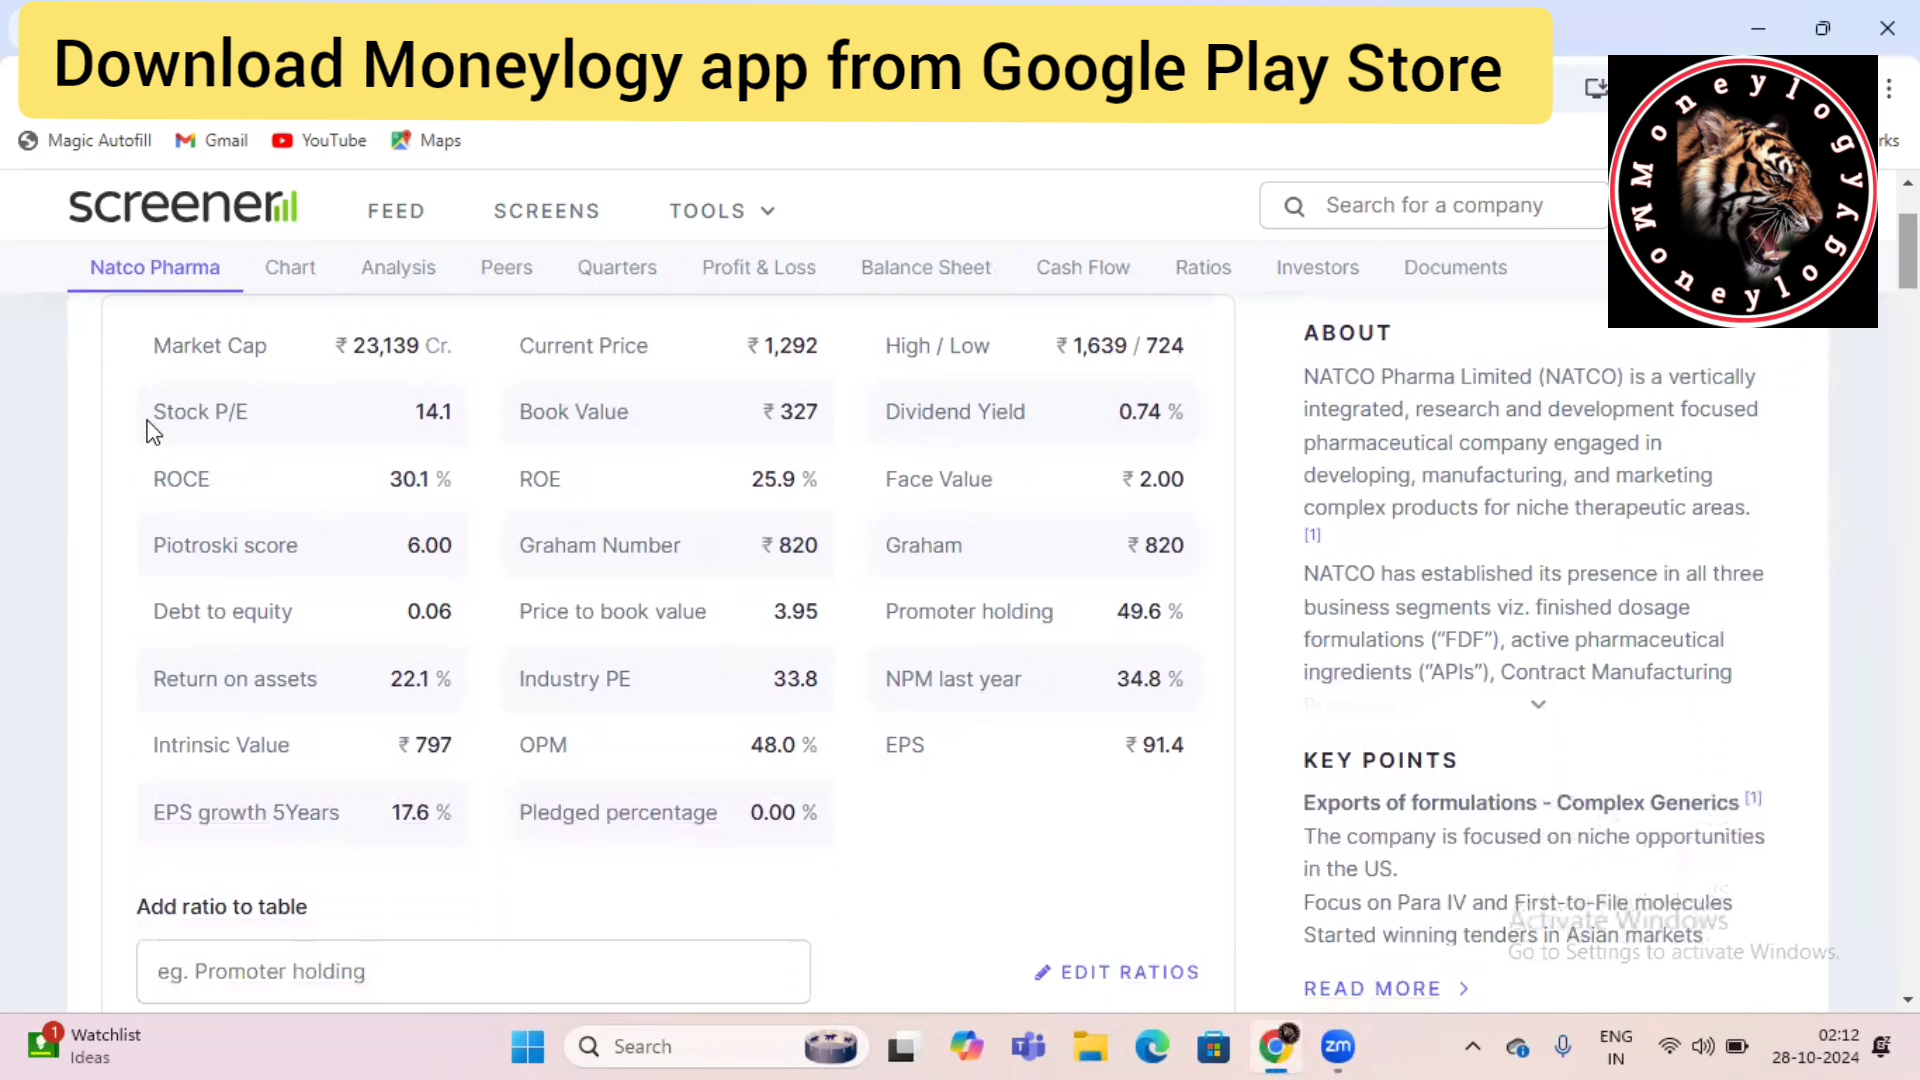 Download Moneylogy app from Google Play Store
Moneylogy Moneylogy
Magic Autofill Gmail YouTube Maps
rks
screener FEED SCREENS TOOLS Search for a company
Natco Pharma Chart Analysis Peers Quarters Profit & Loss Balance Sheet Cash Flow Ratios Investors Documents
Market Cap ₹ 23,139 Cr. Current Price ₹ 1,292 High / Low ₹ 1,639 / 724
Stock P/E 14.1 Book Value ₹ 327 Dividend Yield 0.74 %
ROCE 30.1 % ROE 25.9 % Face Value ₹ 2.00
Piotroski score 6.00 Graham Number ₹ 820 Graham ₹ 820
Debt to equity 0.06 Price to book value 3.95 Promoter holding 49.6 %
Return on assets 22.1 % Industry PE 33.8 NPM last year 34.8 %
Intrinsic Value ₹ 797 OPM 48.0 % EPS ₹ 91.4
EPS growth 5Years 17.6 % Pledged percentage 0.00 %
Add ratio to table
eg. Promoter holding
EDIT RATIOS
ABOUT
NATCO Pharma Limited (NATCO) is a vertically
integrated, research and development focused
pharmaceutical company engaged in
developing, manufacturing, and marketing
complex products for niche therapeutic areas.
[1]
NATCO has established its presence in all three
business segments viz. finished dosage
formulations (“FDF”), active pharmaceutical
ingredients (“APIs”), Contract Manufacturing
KEY POINTS
Exports of formulations - Complex Generics [1]
The company is focused on niche opportunities
in the US.
Focus on Para IV and First-to-File molecules
Started winning tenders in Asian markets
Activate Windows
Go to Settings to activate Windows.
READ MORE
1 Watchlist
Ideas
Search
zm
ENG
IN
02:12
28-10-2024